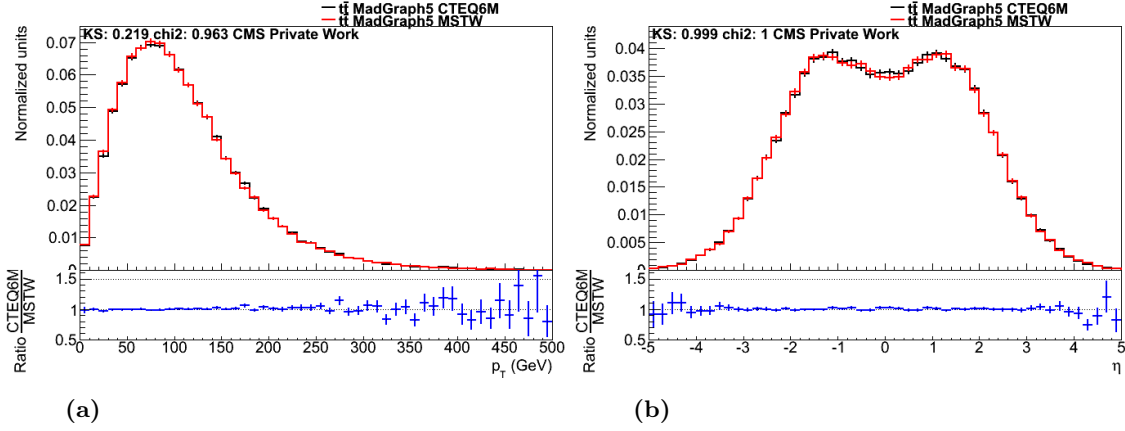 tt̄ MadGraph5 CTEQ6M
tt̄ MadGraph5 MSTW
KS: 0.219 chi2: 0.963 CMS Private Work
Normalized units
0.07
0.06
0.05
0.04
0.03
0.02
0.01
Ratio CTEQ6M
MSTW
1.5
1
0.5
0 50 100 150 200 250 300 350 400 450 500
p_T (GeV)
(a)
tt̄ MadGraph5 CTEQ6M
tt̄ MadGraph5 MSTW
KS: 0.999 chi2: 1 CMS Private Work
Normalized units
0.04
0.035
0.03
0.025
0.02
0.015
0.01
0.005
Ratio CTEQ6M
MSTW
1.5
1
0.5
-5 -4 -3 -2 -1 0 1 2 3 4 5
η
(b)